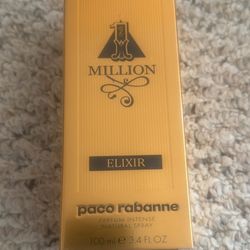 1
MILLION
ELIXIR
paco rabanne
PARFUM INTENSE
NATURAL SPRAY
100 ml e 3.4 FL.OZ